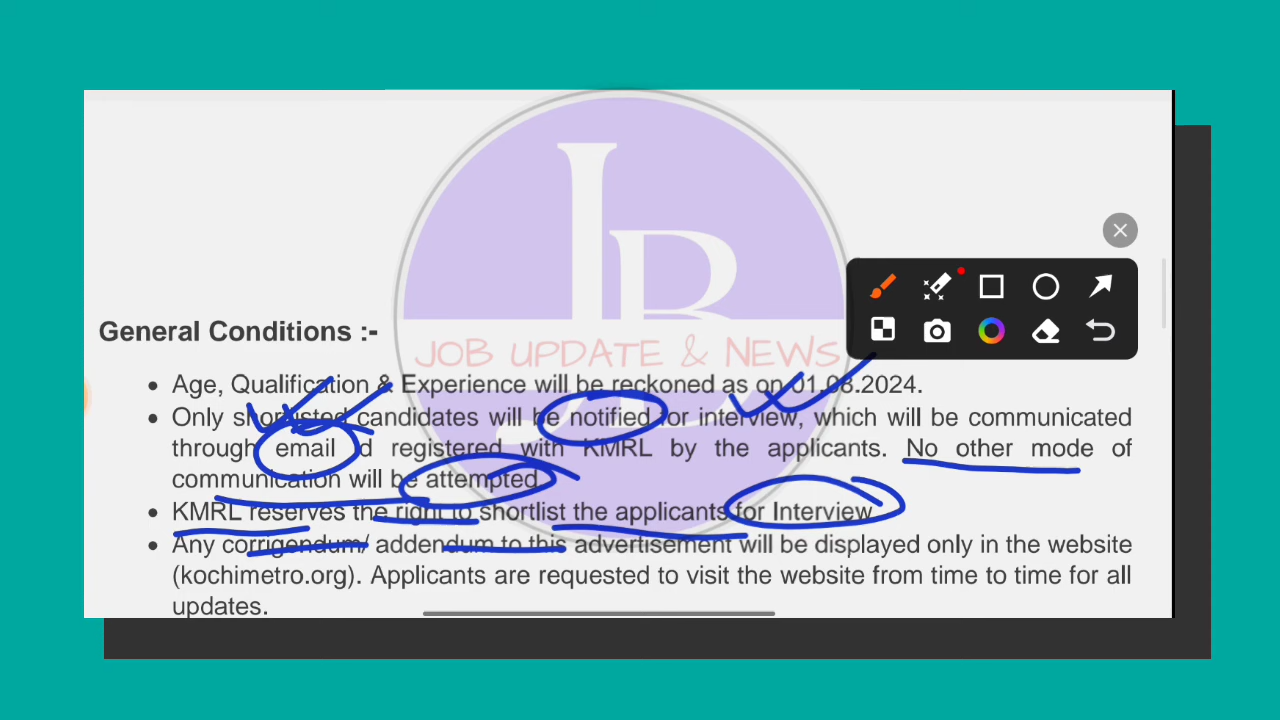 JB
JOB UPDATE & NEWS
General Conditions :-
• Age, Qualification & Experience will be reckoned as on 01.08.2024.
• Only shortlisted candidates will be notified for interview, which will be communicated
through email id registered with KMRL by the applicants. No other mode of
communication will be attempted.
• KMRL reserves the right to shortlist the applicants for Interview.
• Any corrigendum/ addendum to this advertisement will be displayed only in the website
(kochimetro.org). Applicants are requested to visit the website from time to time for all
updates.